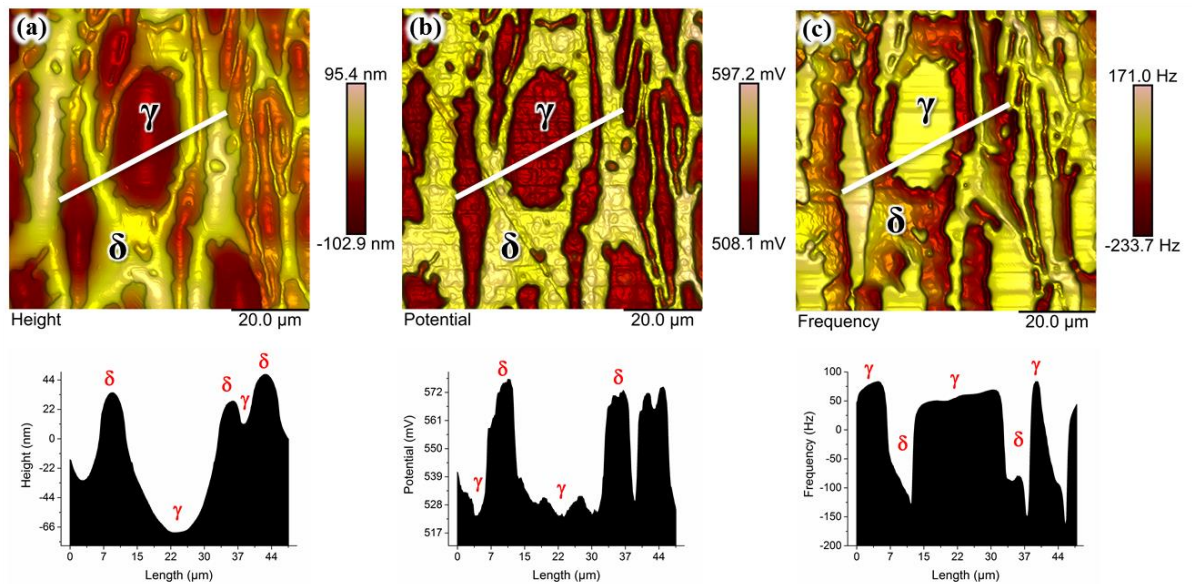 (a)
γ
δ
95.4 nm
-102.9 nm
Height
20.0 µm
(b)
γ
δ
597.2 mV
508.1 mV
Potential
20.0 µm
(c)
γ
δ
171.0 Hz
-233.7 Hz
Frequency
20.0 µm
Height (nm)
44
22
0
-22
-44
-66
δ
γ
δ
γ
δ
0 7 15 22 30 37 44
Length (µm)
Potential (mV)
572
561
550
539
528
517
γ
δ
γ
δ
0 7 15 22 30 37 44
Length (µm)
Frequency (Hz)
100
50
0
-50
-100
-150
-200
γ
δ
γ
δ
γ
0 7 15 22 30 37 44
Length (µm)